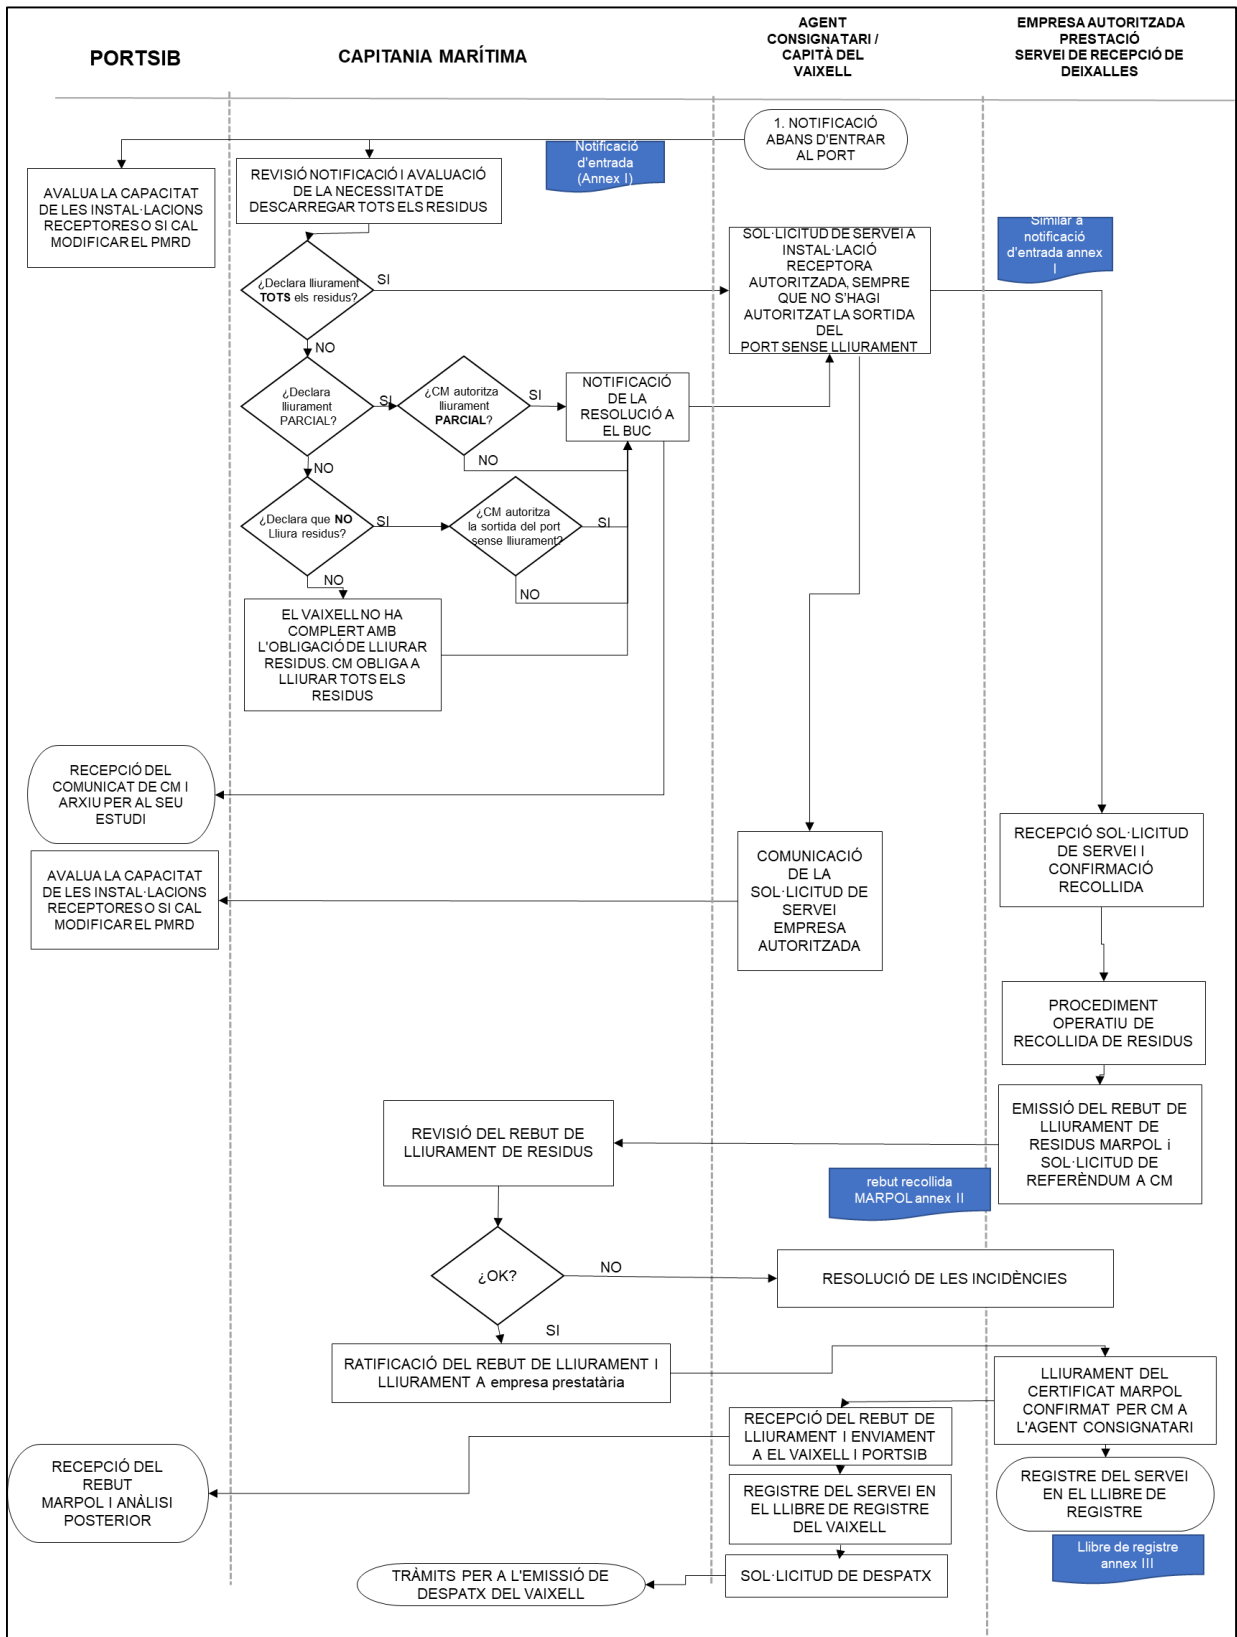 PORTSIB
CAPITANIA MARÍTIMA
AGENT
CONSIGNATARI /
CAPITÀ DEL
VAIXELL
EMPRESA AUTORITZADA
PRESTACIÓ
SERVEI DE RECEPCIÓ DE
DEIXALLES
1. NOTIFICACIÓ
ABANS D'ENTRAR
AL PORT
Notificació
d'entrada
(Annex I)
AVALUA LA CAPACITAT
DE LES INSTAL·LACIONS
RECEPTORES O SI CAL
MODIFICAR EL PMRD
REVISIÓ NOTIFICACIÓ I AVALUACIÓ
DE LA NECESSITAT DE
DESCARREGAR TOTS ELS RESIDUS
SOL·LICITUD DE SERVEI A
INSTAL·LACIÓ
RECEPTORA
AUTORITZADA, SEMPRE
QUE NO S'HAGI
AUTORITZAT LA SORTIDA
DEL
PORT SENSE LLIURAMENT
Similar a
notificació
d'entrada annex
I
¿Declara lliurament
TOTS els residus?
SI
NO
¿Declara
lliurament
PARCIAL?
SI
¿CM autoritza
lliurament
PARCIAL?
SI
NOTIFICACIÓ
DE LA
RESOLUCIÓ A
EL BUC
NO
NO
¿Declara que NO
Lliura residus?
SI
¿CM autoritza
la sortida del port
sense lliurament?
SI
NO
NO
EL VAIXELL NO HA
COMPLERT AMB
L'OBLIGACIÓ DE LLIURAR
RESIDUS. CM OBLIGA A
LLIURAR TOTS ELS
RESIDUS
RECEPCIÓ DEL
COMUNICAT DE CM I
ARXIU PER AL SEU
ESTUDI
AVALUA LA CAPACITAT
DE LES INSTAL·LACIONS
RECEPTORES O SI CAL
MODIFICAR EL PMRD
COMUNICACIÓ
DE LA
SOL·LICITUD DE
SERVEI
EMPRESA
AUTORITZADA
RECEPCIÓ SOL·LICITUD
DE SERVEI I
CONFIRMACIÓ
RECOLLIDA
PROCEDIMENT
OPERATIU DE
RECOLLIDA DE RESIDUS
EMISSIÓ DEL REBUT DE
LLIURAMENT DE
RESIDUS MARPOL i
SOL·LICITUD DE
REFERÈNDUM A CM
REVISIÓ DEL REBUT DE
LLIURAMENT DE RESIDUS
rebut recollida
MARPOL annex II
¿OK?
NO
RESOLUCIÓ DE LES INCIDÈNCIES
SI
RATIFICACIÓ DEL REBUT DE LLIURAMENT I
LLIURAMENT A empresa prestatària
LLIURAMENT DEL
CERTIFICAT MARPOL
CONFIRMAT PER CM A
L'AGENT CONSIGNATARI
RECEPCIÓ DEL REBUT DE
LLIURAMENT I ENVIAMENT
A EL VAIXELL I PORTSIB
RECEPCIÓ DEL
REBUT
MARPOL I ANÀLISI
POSTERIOR
REGISTRE DEL SERVEI EN
EL LLIBRE DE REGISTRE
DEL VAIXELL
REGISTRE DEL SERVEI
EN EL LLIBRE DE
REGISTRE
Llibre de registre
annex III
TRÀMITS PER A L'EMISSIÓ DE
DESPATX DEL VAIXELL
SOL·LICITUD DE DESPATX